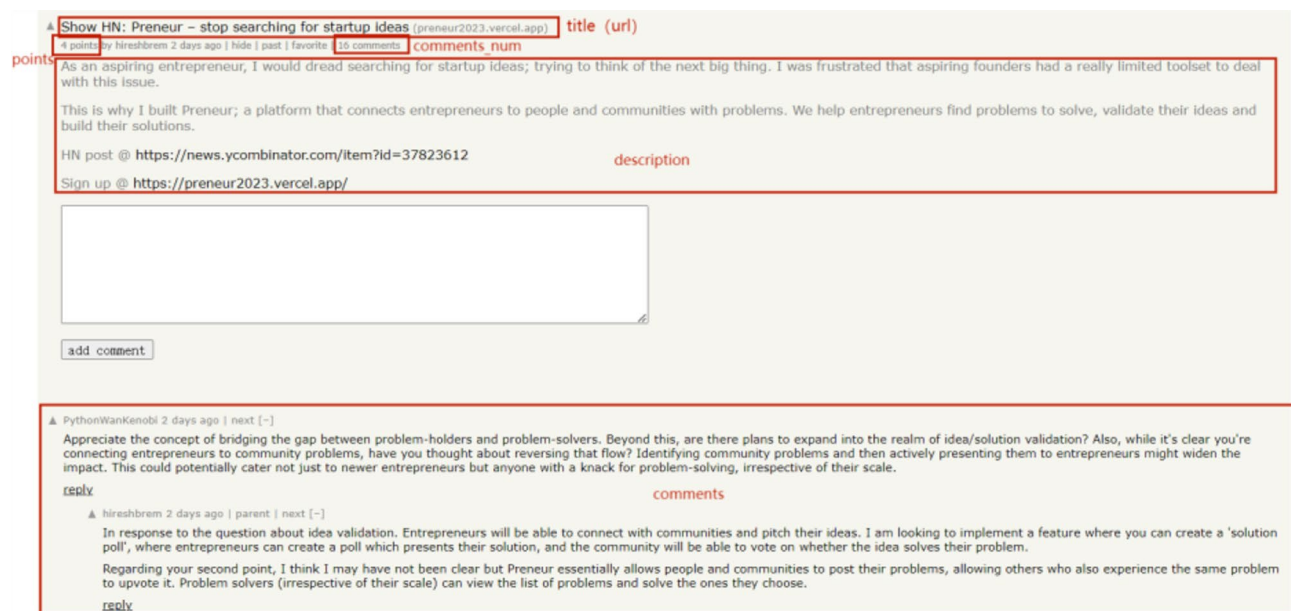 ▲ Show HN: Preneur – stop searching for startup ideas (preneur2023.vercel.app) title (url)
4 points by hireshbrem 2 days ago | hide | past | favorite | 16 comments comments_num
points
As an aspiring entrepreneur, I would dread searching for startup ideas; trying to think of the next big thing. I was frustrated that aspiring founders had a really limited toolset to deal
with this issue.
This is why I built Preneur; a platform that connects entrepreneurs to people and communities with problems. We help entrepreneurs find problems to solve, validate their ideas and
build their solutions.
HN post @ https://news.ycombinator.com/item?id=37823612
description
Sign up @ https://preneur2023.vercel.app/
add comment
▲ PythonWanKenobi 2 days ago | next [–]
Appreciate the concept of bridging the gap between problem-holders and problem-solvers. Beyond this, are there plans to expand into the realm of idea/solution validation? Also, while it's clear you're
connecting entrepreneurs to community problems, have you thought about reversing that flow? Identifying community problems and then actively presenting them to entrepreneurs might widen the
impact. This could potentially cater not just to newer entrepreneurs but anyone with a knack for problem-solving, irrespective of their scale.
reply
comments
▲ hireshbrem 2 days ago | parent | next [–]
In response to the question about idea validation. Entrepreneurs will be able to connect with communities and pitch their ideas. I am looking to implement a feature where you can create a 'solution
poll', where entrepreneurs can create a poll which presents their solution, and the community will be able to vote on whether the idea solves their problem.
Regarding your second point, I think I may have not been clear but Preneur essentially allows people and communities to post their problems, allowing others who also experience the same problem
to upvote it. Problem solvers (irrespective of their scale) can view the list of problems and solve the ones they choose.
reply